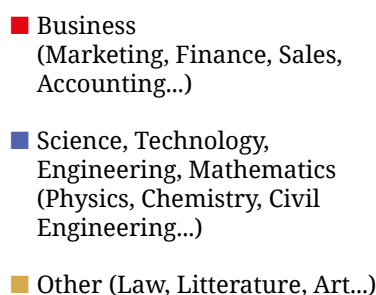 Business
(Marketing, Finance, Sales,
Accounting...)
Science, Technology,
Engineering, Mathematics
(Physics, Chemistry, Civil
Engineering...)
Other (Law, Litterature, Art...)